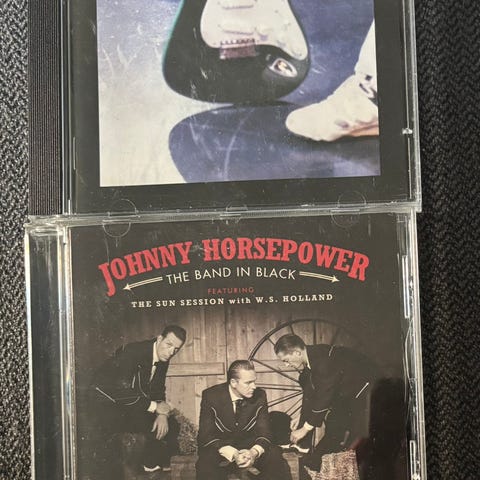 JOHNNY HORSEPOWER
THE BAND IN BLACK
FEATURING
THE SUN SESSION with W.S. HOLLAND